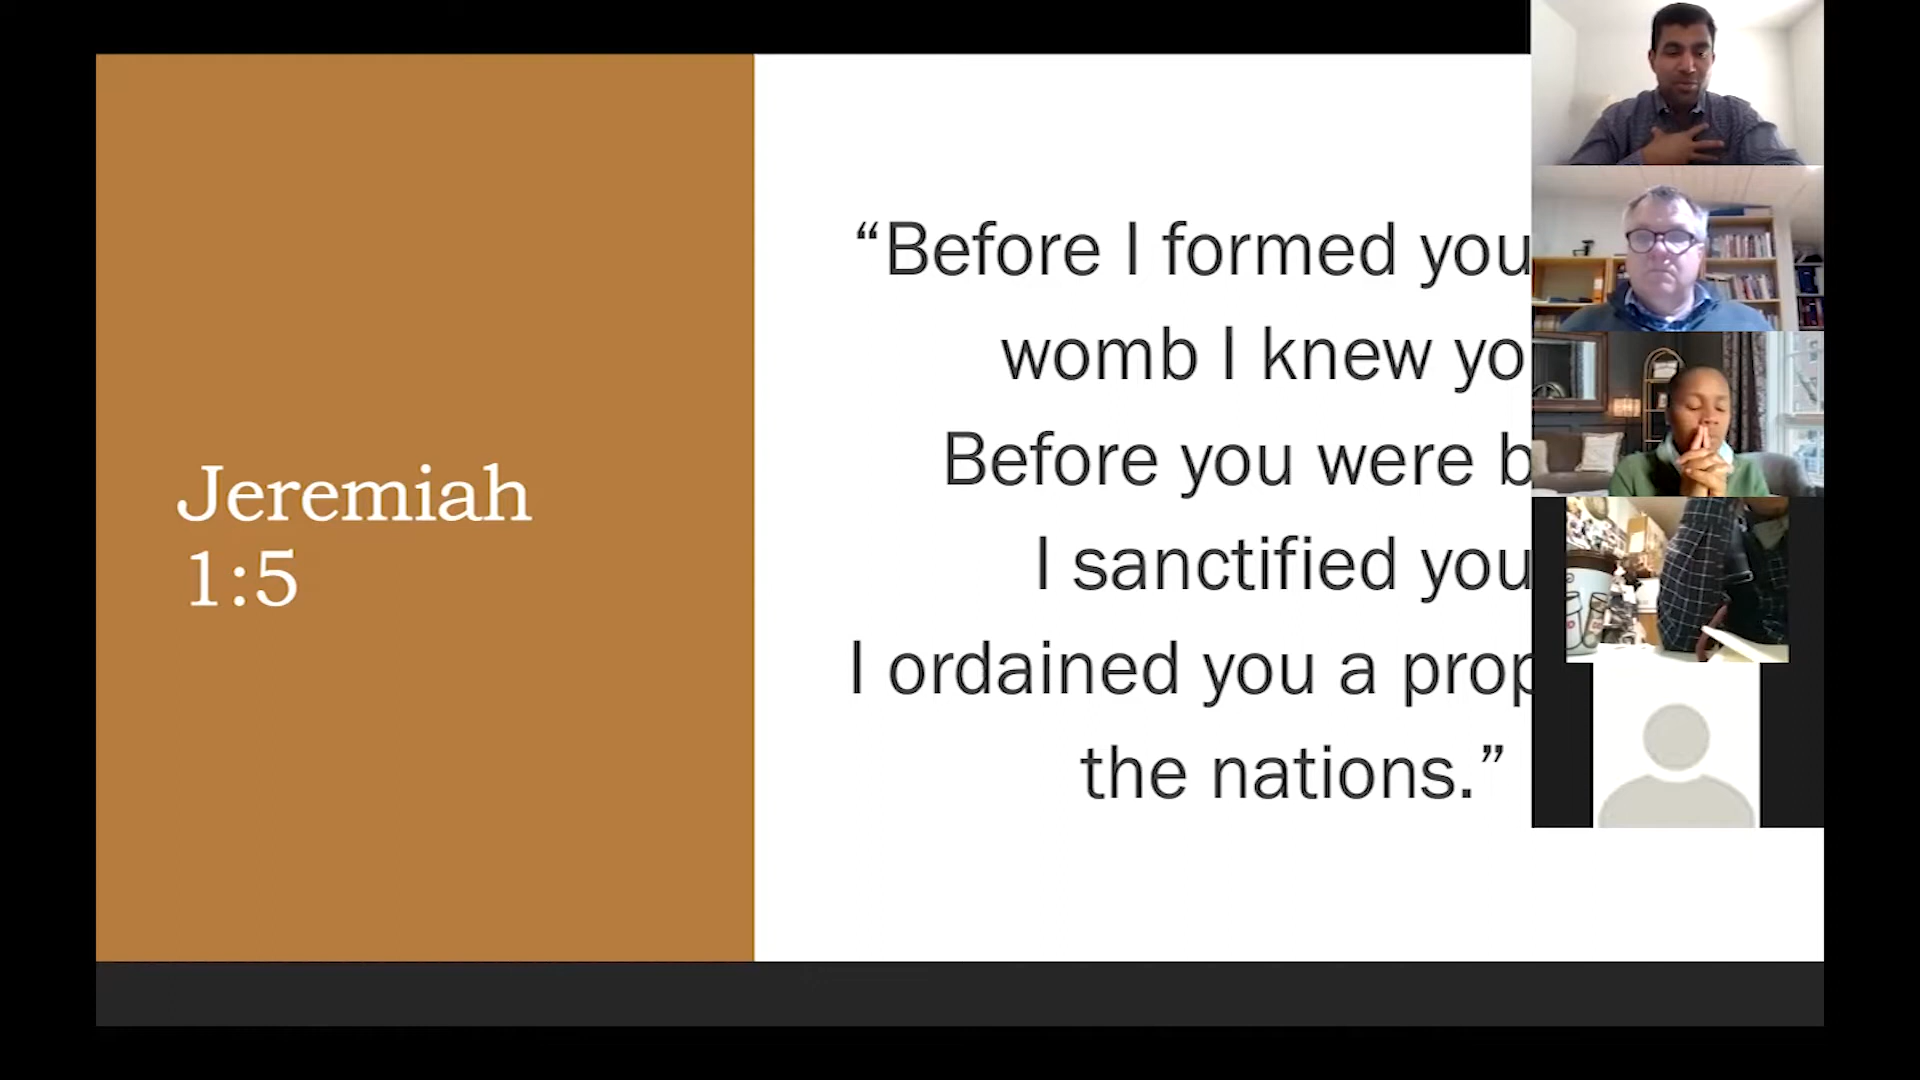 Jeremiah
1:5
“Before I formed you
womb I knew yo
Before you were b
I sanctified you
I ordained you a prop
the nations.”